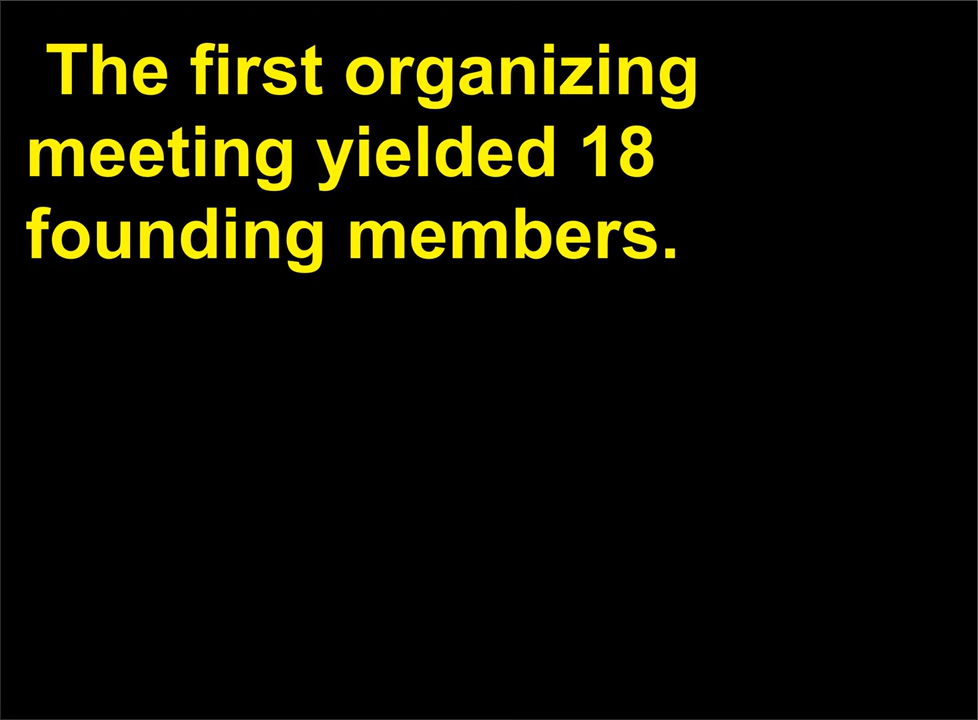 The first organizing
meeting yielded 18
founding members.